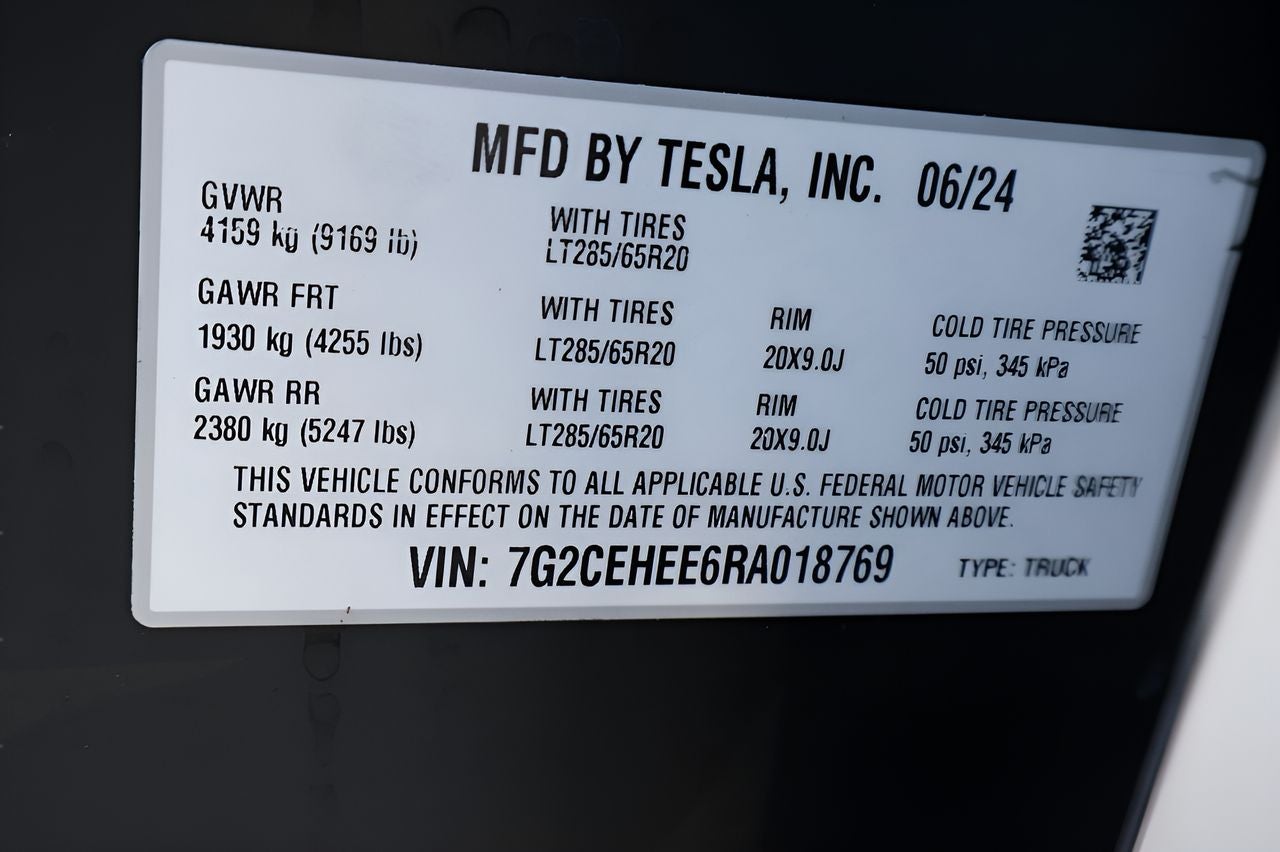 MFD BY TESLA, INC. 06/24
GVWR WITH TIRES
4159 kg (9169 lb) LT285/65R20
GAWR FRT WITH TIRES RIM COLD TIRE PRESSURE
1930 kg (4255 lbs) LT285/65R20 20X9.0J 50 psi, 345 kPa
GAWR RR WITH TIRES RIM COLD TIRE PRESSURE
2380 kg (5247 lbs) LT285/65R20 20X9.0J 50 psi, 345 kPa
THIS VEHICLE CONFORMS TO ALL APPLICABLE U.S. FEDERAL MOTOR VEHICLE SAFETY
STANDARDS IN EFFECT ON THE DATE OF MANUFACTURE SHOWN ABOVE.
VIN: 7G2CEHEE6RA018769 TYPE: TRUCK